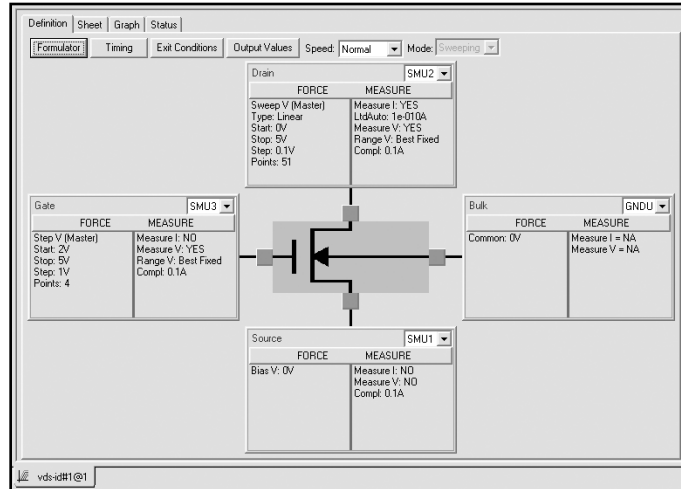 Definition Sheet Graph Status
Formulator Timing Exit Conditions Output Values Speed: Normal Mode: Sweeping
Drain SMU2
FORCE MEASURE
Sweep V (Master) Measure I: YES
Type: Linear LtdAuto: 1e-010A
Start: 0V Measure V: YES
Stop: 5V Range V: Best Fixed
Step: 0.1V Compl: 0.1A
Points: 51
Gate SMU3
FORCE MEASURE
Step V (Master) Measure I: NO
Start: 2V Measure V: YES
Stop: 5V Range V: Best Fixed
Step: 1V Compl: 0.1A
Points: 4
Bulk GNDU
FORCE MEASURE
Common: 0V Measure I = NA
Measure V = NA
Source SMU1
FORCE MEASURE
Bias V: 0V Measure I: NO
Measure V: NO
Compl: 0.1A
vds-id#1@1